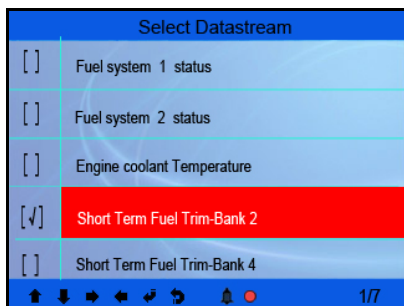 Select Datastream
[ ] Fuel system 1 status
[ ] Fuel system 2 status
[ ] Engine coolant Temperature
[√] Short Term Fuel Trim-Bank 2
[ ] Short Term Fuel Trim-Bank 4
1/7